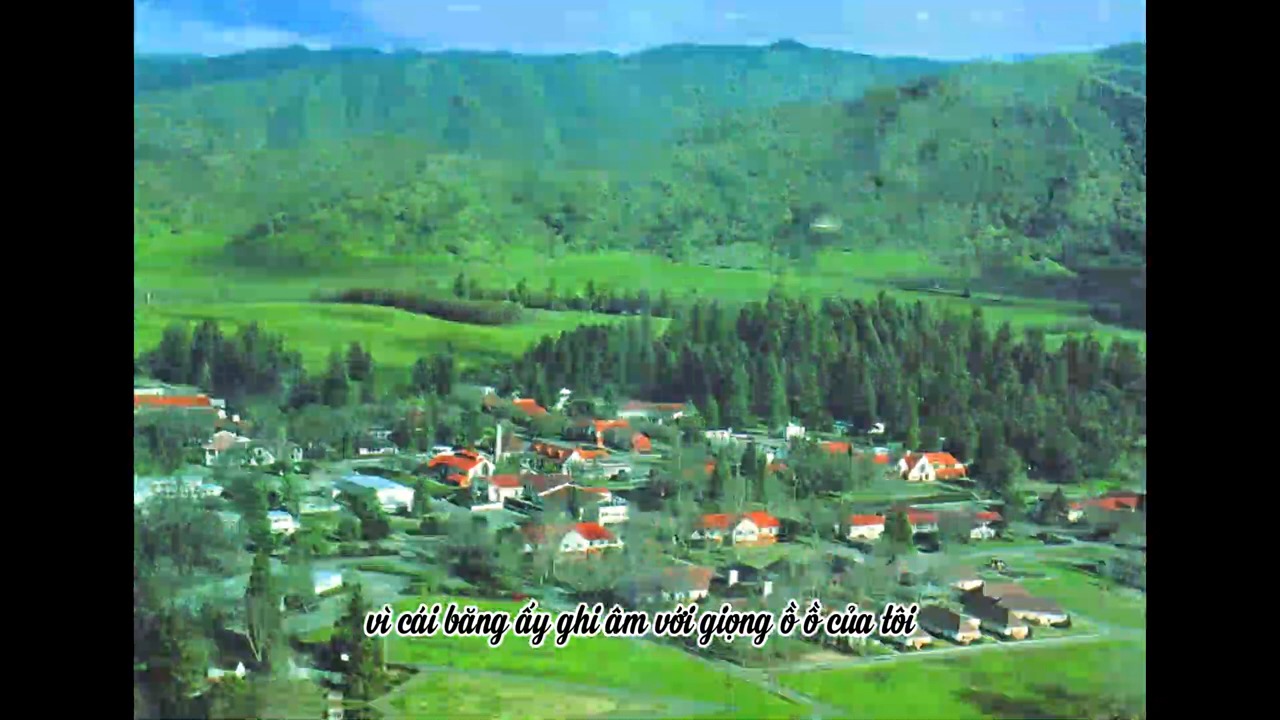 vì cái băng ấy ghi âm với giọng ồ ồ của tôi